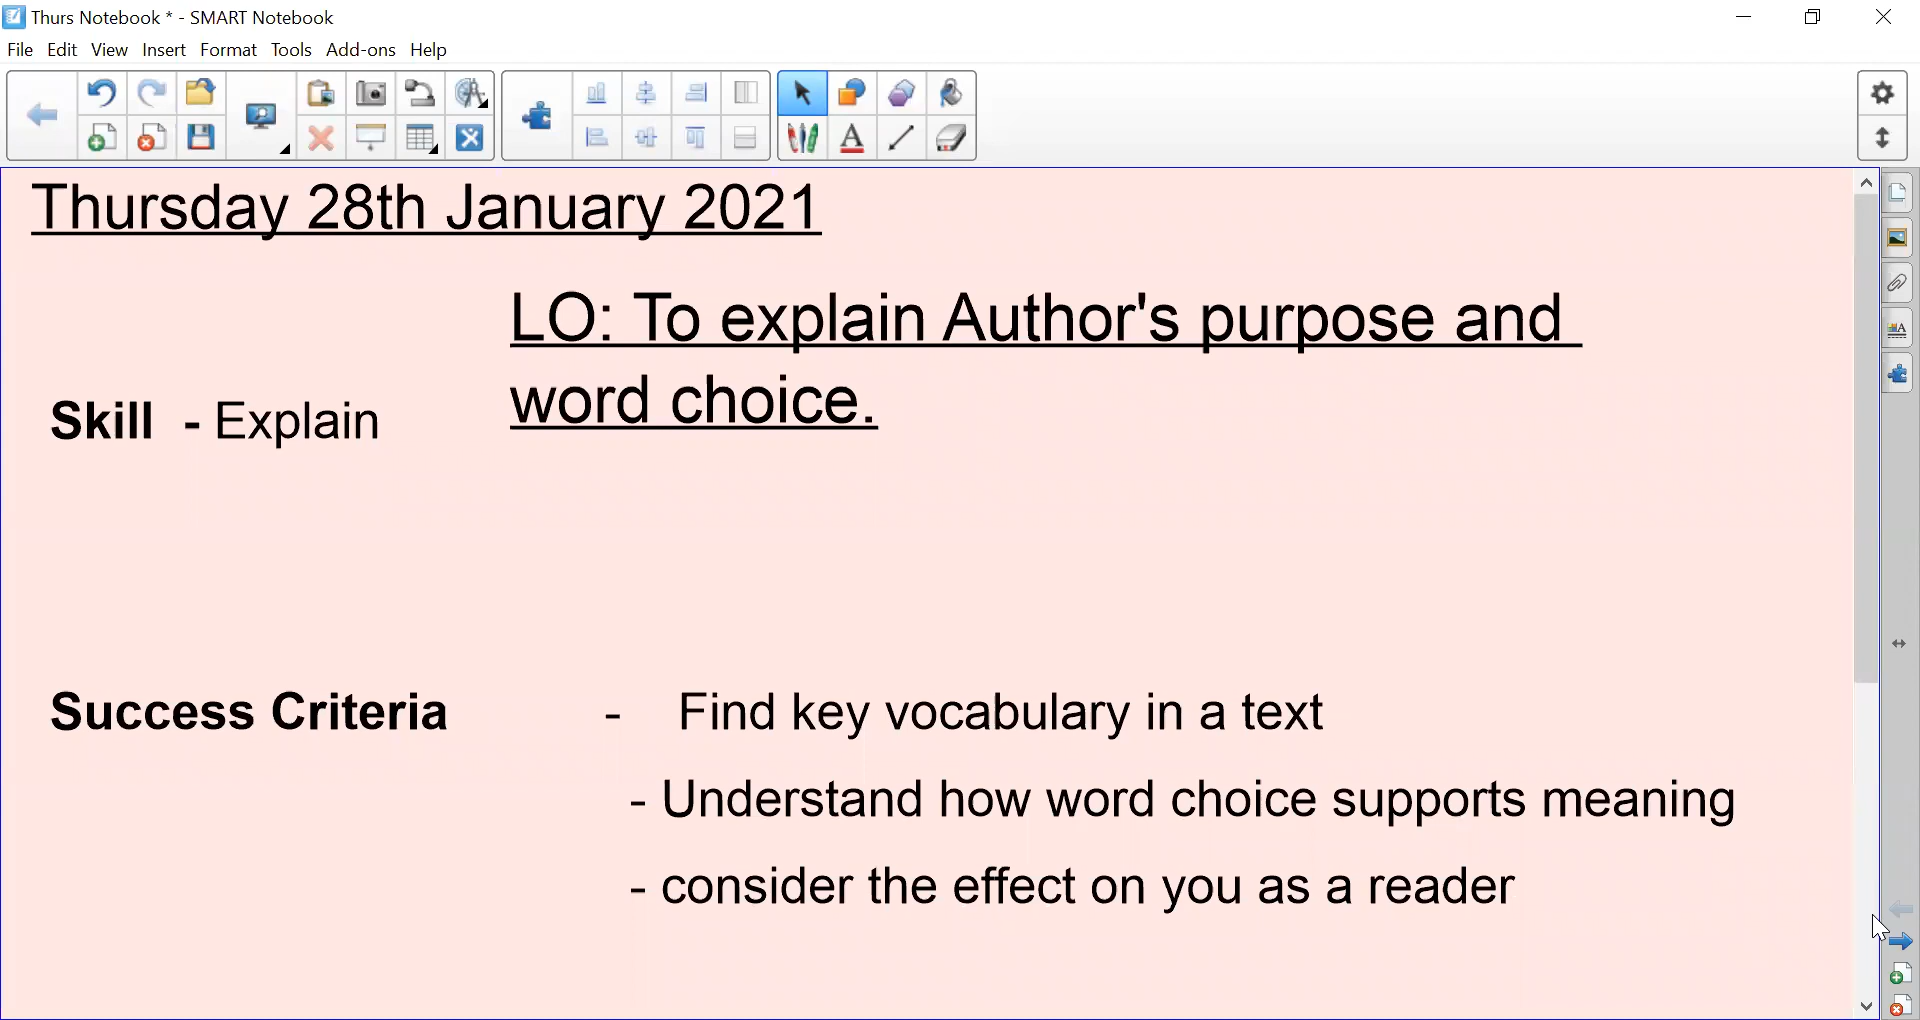 Thurs Notebook * - SMART Notebook
File Edit View Insert Format Tools Add-ons Help
Thursday 28th January 2021
LO: To explain Author's purpose and
word choice.
Skill - Explain
Success Criteria - Find key vocabulary in a text
- Understand how word choice supports meaning
- consider the effect on you as a reader